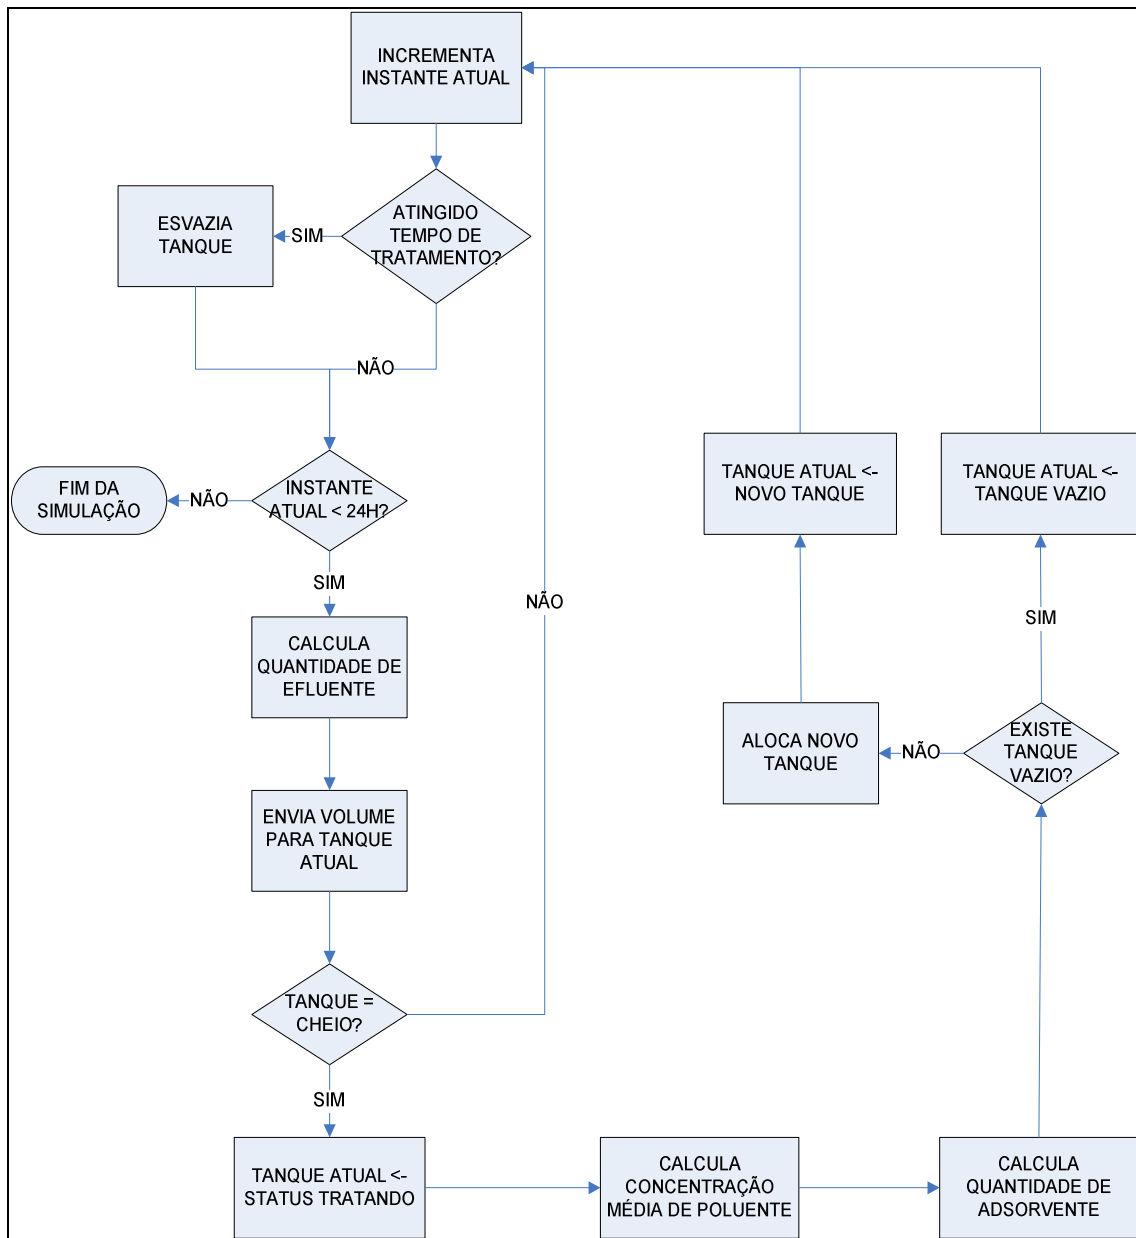 INCREMENTA
INSTANTE ATUAL
ATINGIDO
TEMPO DE
TRATAMENTO?
SIM
ESVAZIA
TANQUE
NÃO
INSTANTE
ATUAL < 24H?
NÃO
FIM DA
SIMULAÇÃO
SIM
CALCULA
QUANTIDADE DE
EFLUENTE
ENVIA VOLUME
PARA TANQUE
ATUAL
TANQUE =
CHEIO?
NÃO
SIM
TANQUE ATUAL <-
STATUS TRATANDO
CALCULA
CONCENTRAÇÃO
MÉDIA DE POLUENTE
CALCULA
QUANTIDADE DE
ADSORVENTE
EXISTE
TANQUE
VAZIO?
NÃO
ALOCA NOVO
TANQUE
TANQUE ATUAL <-
NOVO TANQUE
SIM
TANQUE ATUAL <-
TANQUE VAZIO